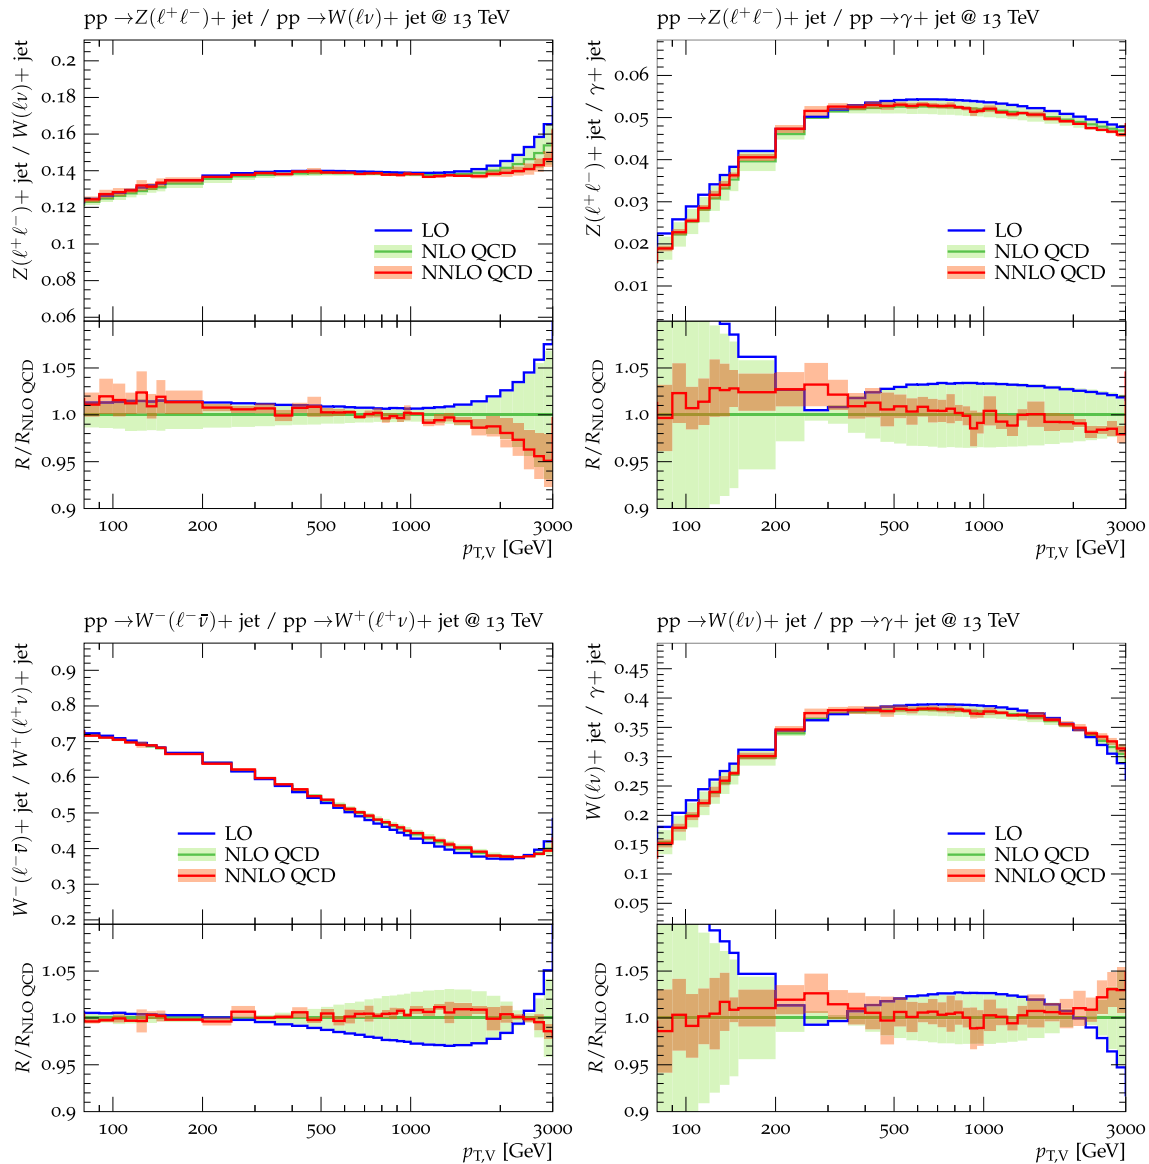 pp →Z(ℓ⁺ℓ⁻)+ jet / pp →W(ℓν)+ jet @ 13 TeV
Z(ℓ⁺ℓ⁻)+ jet / W(ℓν)+ jet
0.2
0.18
0.16
0.14
0.12
0.1
0.08
0.06
LO
NLO QCD
NNLO QCD
R/R_NLO QCD
1.05
1.0
0.95
0.9
100 200 500 1000 3000
p_T,V [GeV]
pp →Z(ℓ⁺ℓ⁻)+ jet / pp →γ+ jet @ 13 TeV
Z(ℓ⁺ℓ⁻)+ jet / γ+ jet
0.06
0.05
0.04
0.03
0.02
0.01
LO
NLO QCD
NNLO QCD
R/R_NLO QCD
1.05
1.0
0.95
0.9
100 200 500 1000 3000
p_T,V [GeV]
pp →W⁻(ℓ⁻ν̄)+ jet / pp →W⁺(ℓ⁺ν)+ jet @ 13 TeV
W⁻(ℓ⁻ν̄)+ jet / W⁺(ℓ⁺ν)+ jet
0.9
0.8
0.7
0.6
0.5
0.4
0.3
0.2
LO
NLO QCD
NNLO QCD
R/R_NLO QCD
1.05
1.0
0.95
0.9
100 200 500 1000 3000
p_T,V [GeV]
pp →W(ℓν)+ jet / pp →γ+ jet @ 13 TeV
W(ℓν)+ jet / γ+ jet
0.45
0.4
0.35
0.3
0.25
0.2
0.15
0.1
0.05
LO
NLO QCD
NNLO QCD
R/R_NLO QCD
1.05
1.0
0.95
0.9
100 200 500 1000 3000
p_T,V [GeV]